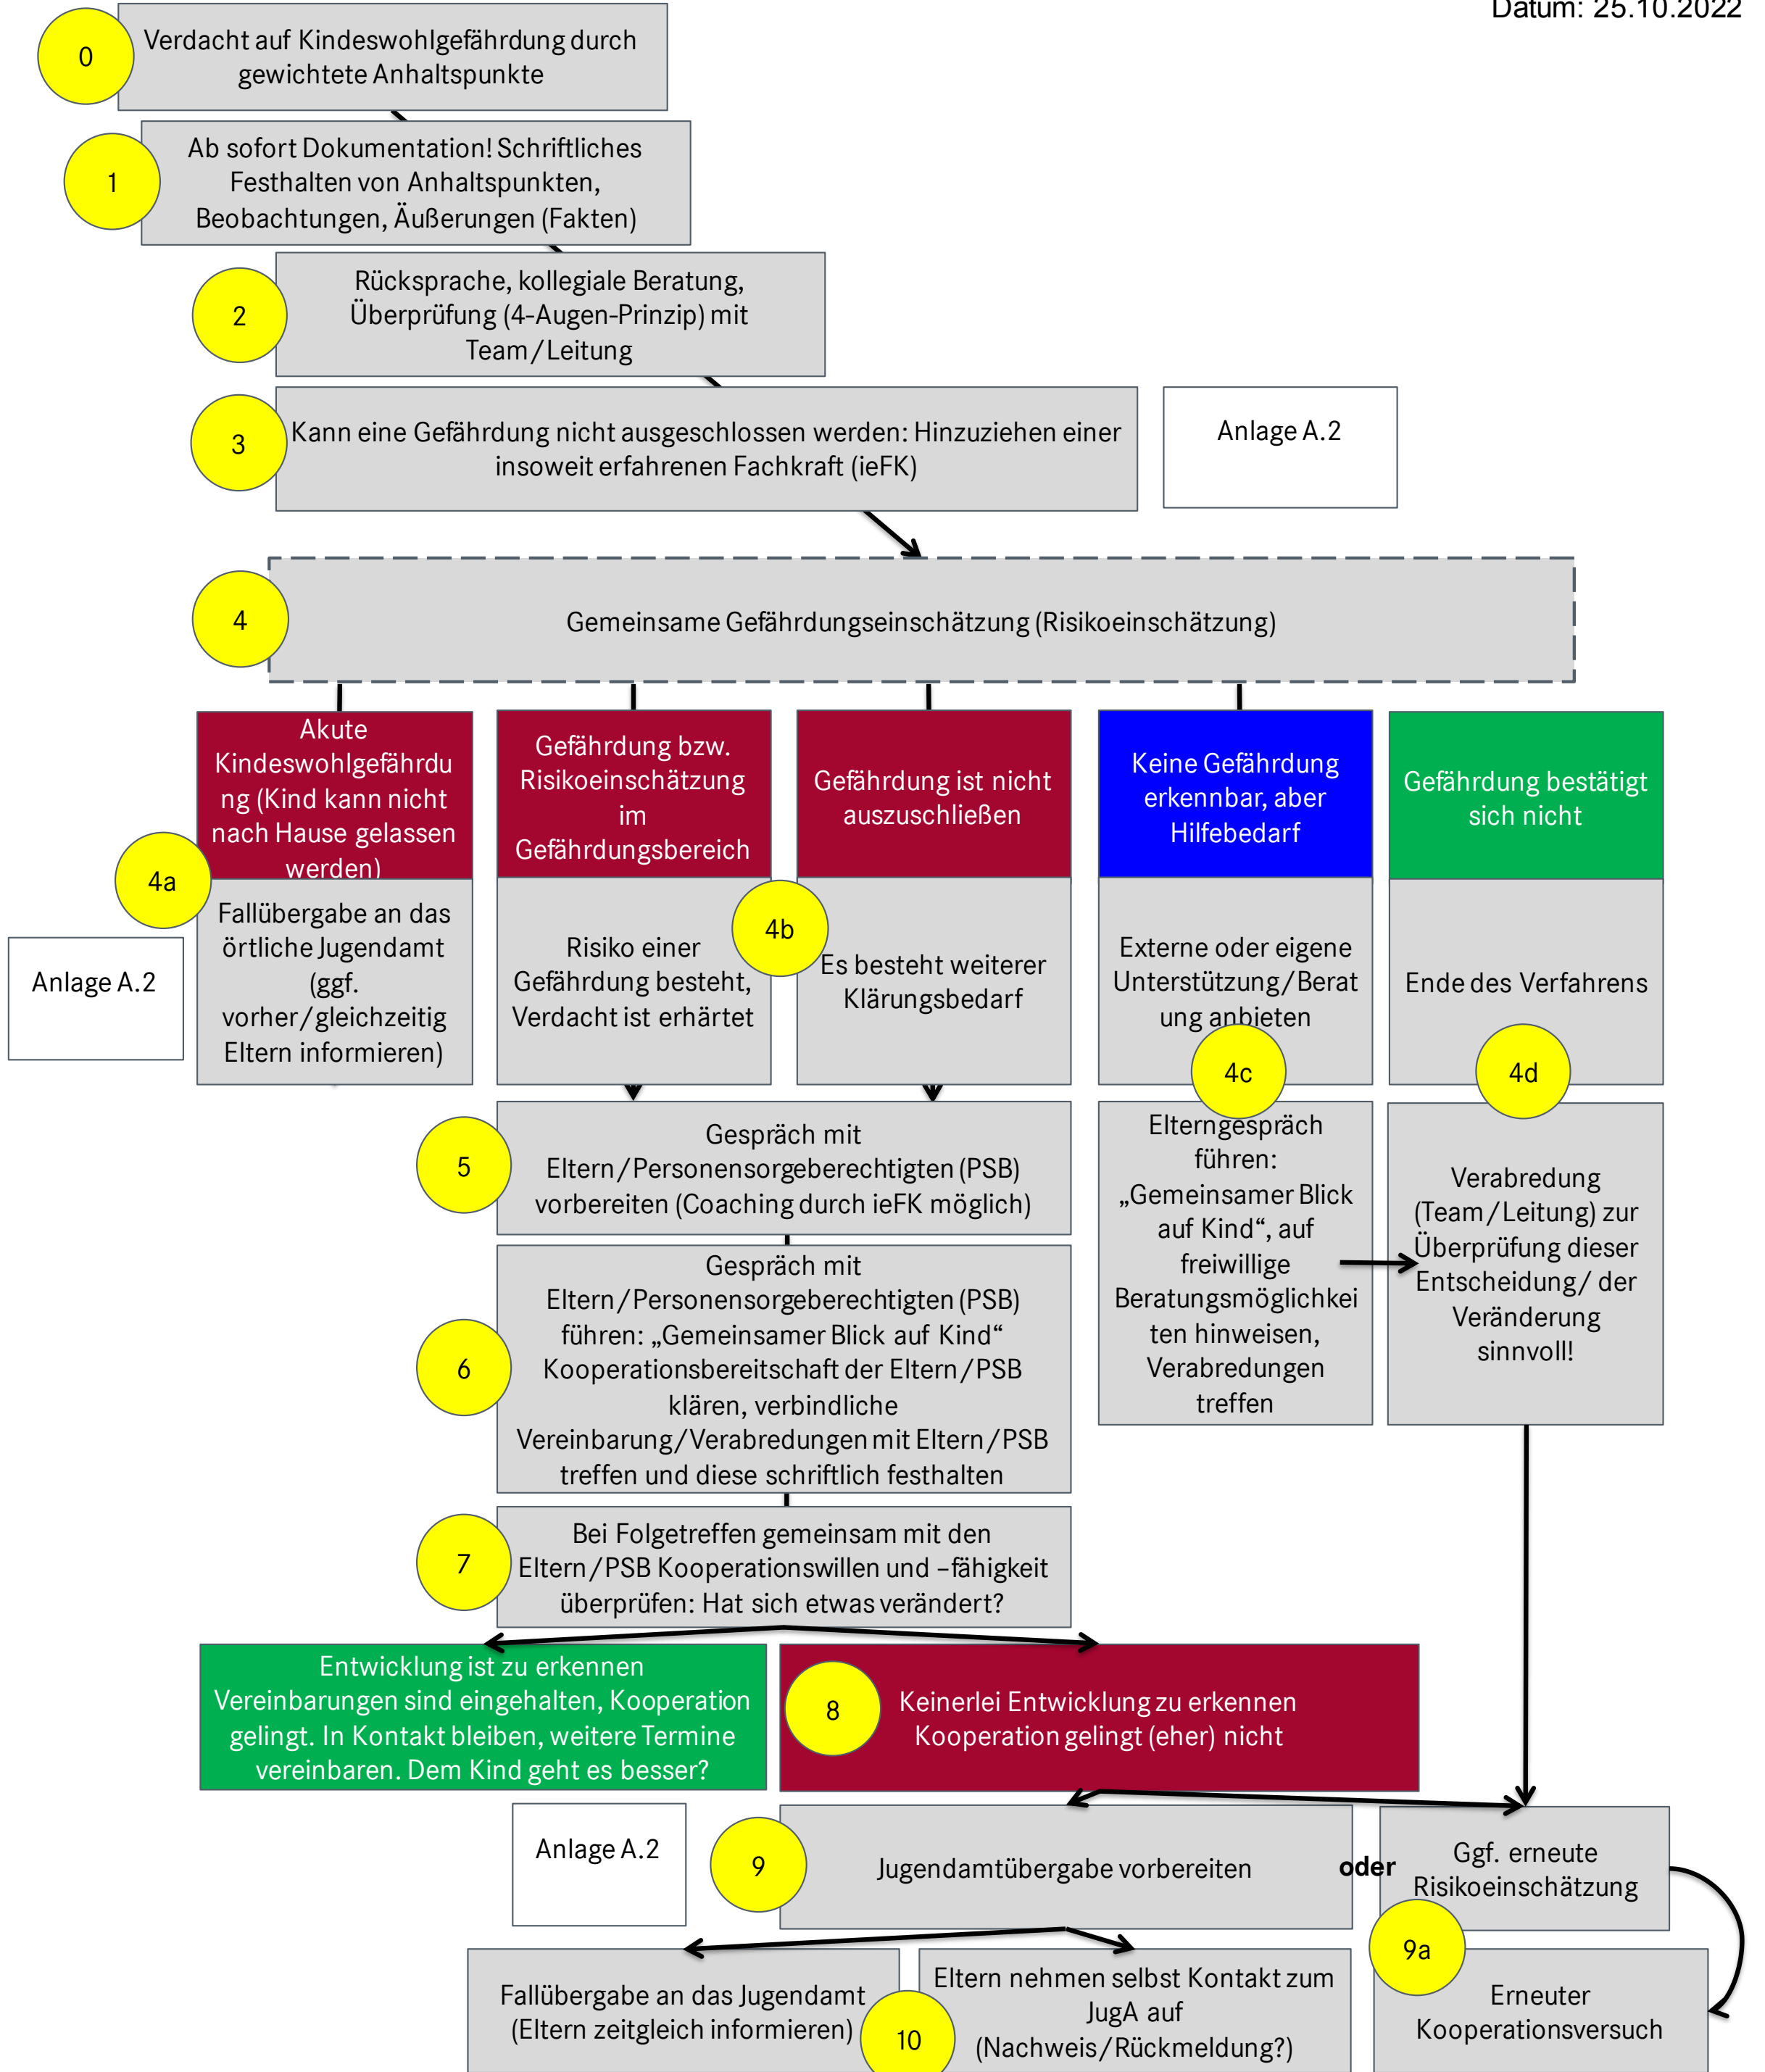 Datum: 25.10.2022
0
Verdacht auf Kindeswohlgefährdung durch
gewichtete Anhaltspunkte
1
Ab sofort Dokumentation! Schriftliches
Festhalten von Anhaltspunkten,
Beobachtungen, Äußerungen (Fakten)
2
Rücksprache, kollegiale Beratung,
Überprüfung (4-Augen-Prinzip) mit
Team/Leitung
3
Kann eine Gefährdung nicht ausgeschlossen werden: Hinzuziehen einer
insoweit erfahrenen Fachkraft (ieFK)
Anlage A.2
4
Gemeinsame Gefährdungseinschätzung (Risikoeinschätzung)
Akute
Kindeswohlgefährdu
ng (Kind kann nicht
nach Hause gelassen
werden)
Gefährdung bzw.
Risikoeinschätzung
im
Gefährdungsbereich
Gefährdung ist nicht
auszuschließen
Keine Gefährdung
erkennbar, aber
Hilfebedarf
Gefährdung bestätigt
sich nicht
4a
Anlage A.2
Fallübergabe an das
örtliche Jugendamt
(ggf.
vorher/gleichzeitig
Eltern informieren)
Risiko einer
Gefährdung besteht,
Verdacht ist erhärtet
4b
Es besteht weiterer
Klärungsbedarf
Externe oder eigene
Unterstützung/Berat
ung anbieten
Ende des Verfahrens
4c
4d
5
Gespräch mit
Eltern/Personensorgeberechtigten (PSB)
vorbereiten (Coaching durch ieFK möglich)
Elterngespräch
führen:
„Gemeinsamer Blick
auf Kind“, auf
freiwillige
Beratungsmöglichkei
ten hinweisen,
Verabredungen
treffen
Verabredung
(Team/Leitung) zur
Überprüfung dieser
Entscheidung/ der
Veränderung
sinnvoll!
6
Gespräch mit
Eltern/Personensorgeberechtigten (PSB)
führen: „Gemeinsamer Blick auf Kind“
Kooperationsbereitschaft der Eltern/PSB
klären, verbindliche
Vereinbarung/Verabredungen mit Eltern/PSB
treffen und diese schriftlich festhalten
7
Bei Folgetreffen gemeinsam mit den
Eltern/PSB Kooperationswillen und –fähigkeit
überprüfen: Hat sich etwas verändert?
Entwicklung ist zu erkennen
Vereinbarungen sind eingehalten, Kooperation
gelingt. In Kontakt bleiben, weitere Termine
vereinbaren. Dem Kind geht es besser?
8
Keinerlei Entwicklung zu erkennen
Kooperation gelingt (eher) nicht
Anlage A.2
9
Jugendamtübergabe vorbereiten
oder
Ggf. erneute
Risikoeinschätzung
9a
Fallübergabe an das Jugendamt
(Eltern zeitgleich informieren)
10
Eltern nehmen selbst Kontakt zum
JugA auf
(Nachweis/Rückmeldung?)
Erneuter
Kooperationsversuch